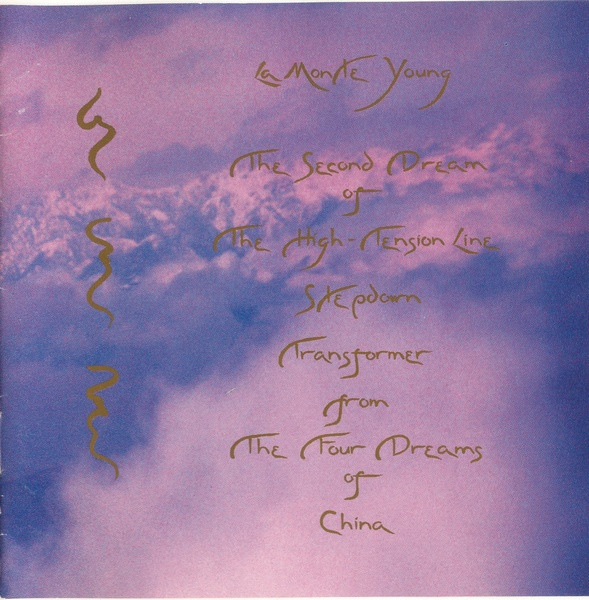 La Monte Young
The Second Dream
of
The High-Tension Line
Stepdown
Transformer
from
The Four Dreams
of
China